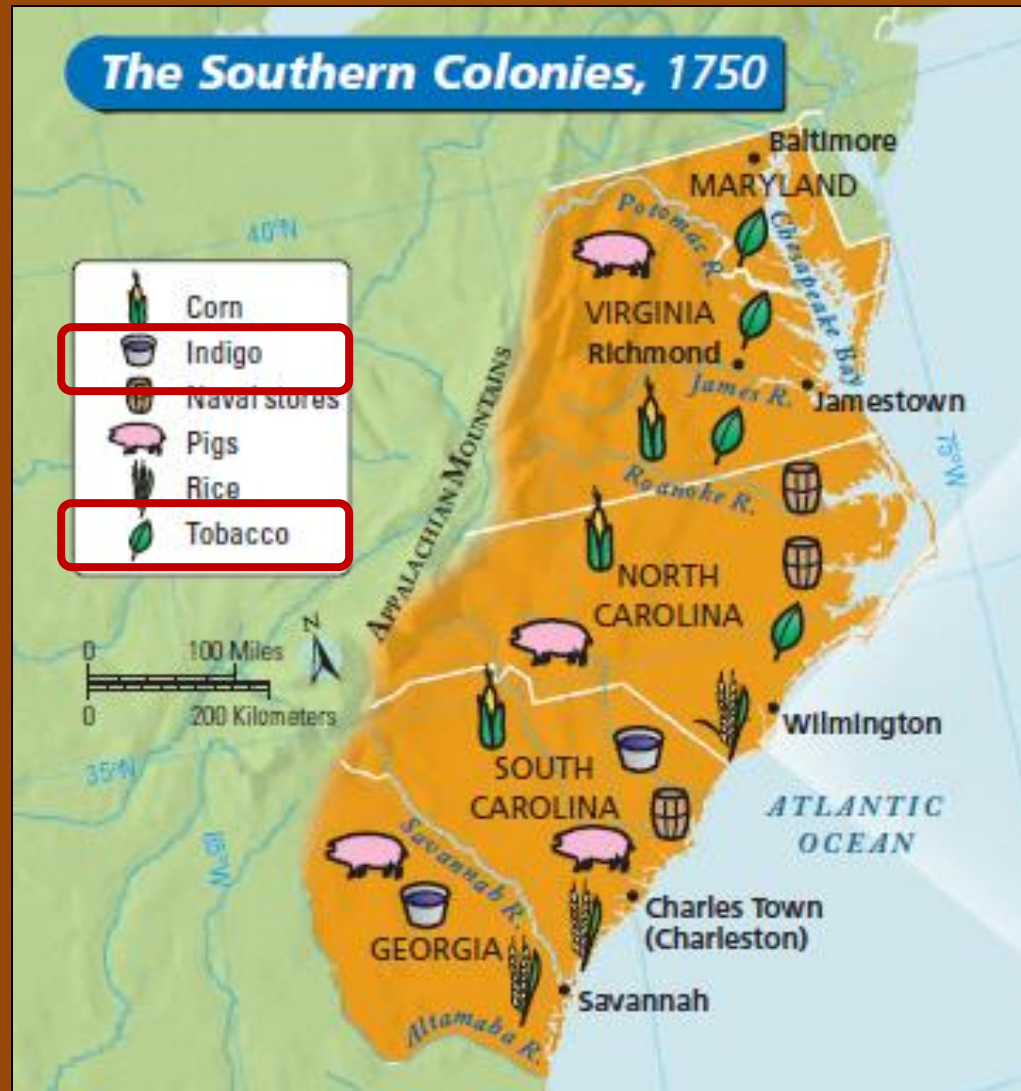 The Southern Colonies, 1750
Baltimore
MARYLAND
Potomac R.
Chesapeake Bay
40°N
Corn
Indigo
Naval stores
Pigs
Rice
Tobacco
VIRGINIA
Richmond
James R.
Jamestown
75°W
APPALACHIAN MOUNTAINS
Roanoke R.
NORTH
CAROLINA
N
0 100 Miles
0 200 Kilometers
Wilmington
35°N
SOUTH
CAROLINA
ATLANTIC
OCEAN
Savannah R.
Charles Town
(Charleston)
GEORGIA
Savannah
Altamaha R.